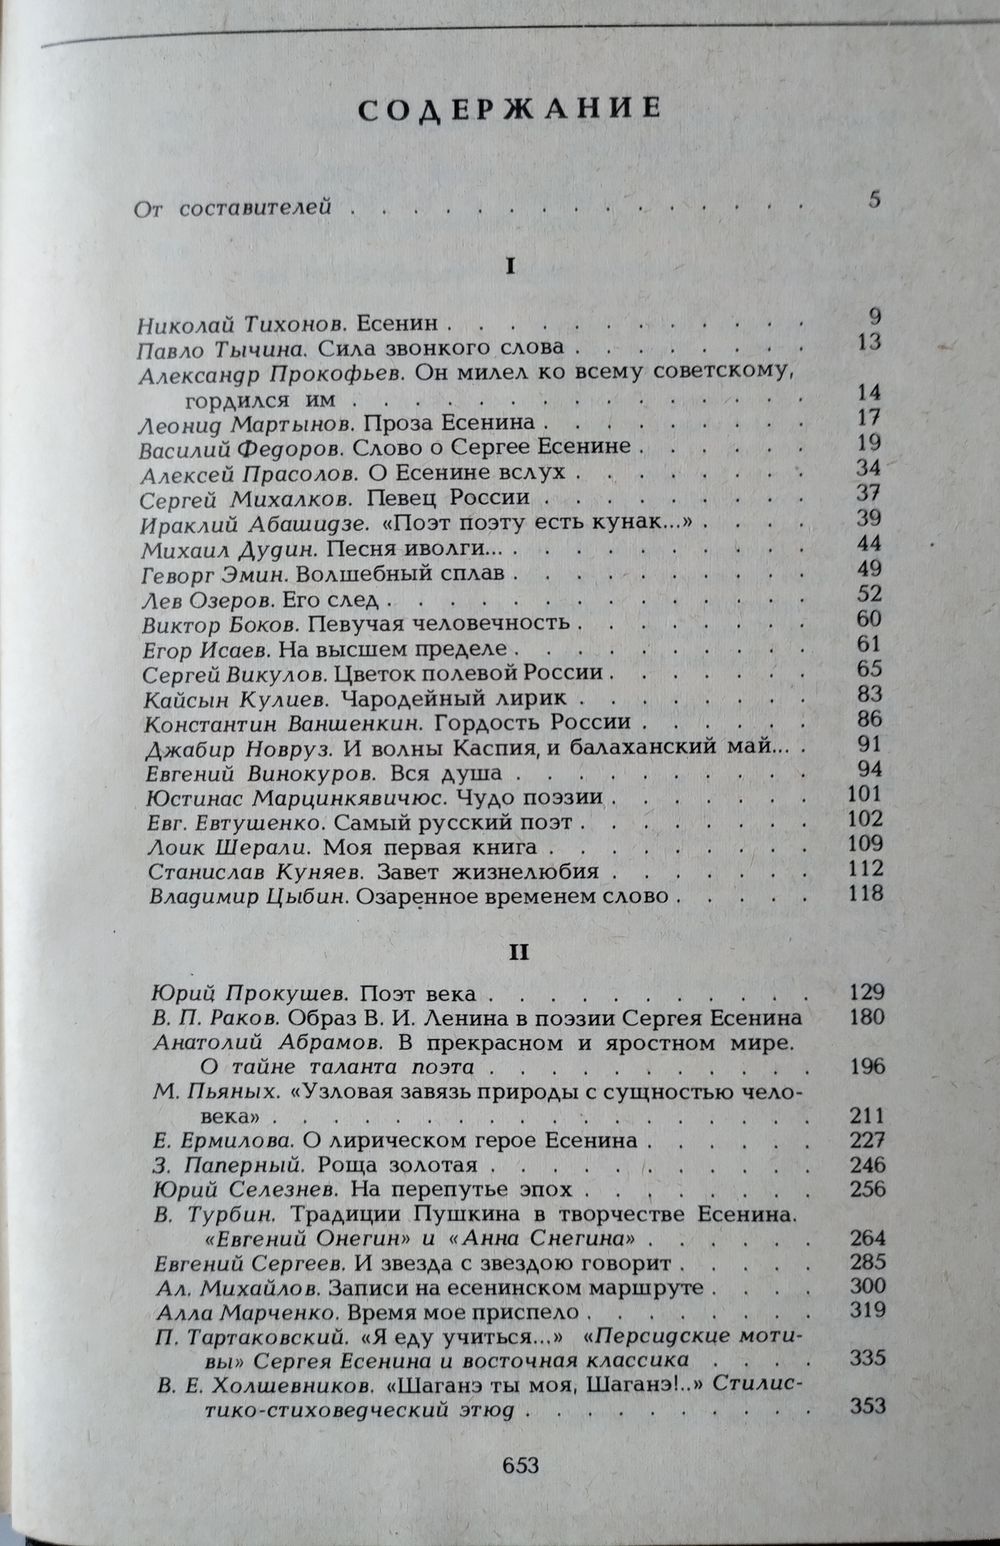 СОДЕРЖАНИЕ
От составителей . . . . . . . . . . . . . . . 5
I
Николай Тихонов. Есенин . . . . . . . . . . . . 9
Павло Тычина. Сила звонкого слова . . . . . . . . 13
Александр Прокофьев. Он милел ко всему советскому,
гордился им . . . . . . . . . . . . . . . 14
Леонид Мартынов. Проза Есенина . . . . . . . . . 17
Василий Федоров. Слово о Сергее Есенине . . . . . . 19
Алексей Прасолов. О Есенине вслух . . . . . . . . 34
Сергей Михалков. Певец России . . . . . . . . . 37
Ираклий Абашидзе. «Поэт поэту есть кунак...» . . . . 39
Михаил Дудин. Песня иволги... . . . . . . . . . . 44
Геворг Эмин. Волшебный сплав . . . . . . . . . . 49
Лев Озеров. Его след . . . . . . . . . . . . . . 52
Виктор Боков. Певучая человечность . . . . . . . . 60
Егор Исаев. На высшем пределе . . . . . . . . . . 61
Сергей Викулов. Цветок полевой России . . . . . . . 65
Кайсын Кулиев. Чародейный лирик . . . . . . . . 83
Константин Ваншенкин. Гордость России . . . . . . 86
Джабир Новруз. И волны Каспия, и балаханский май... . 91
Евгений Винокуров. Вся душа . . . . . . . . . . 94
Юстинас Марцинкявичюс. Чудо поэзии . . . . . . . 101
Евг. Евтушенко. Самый русский поэт . . . . . . . . 102
Лоик Шерали. Моя первая книга . . . . . . . . . 109
Станислав Куняев. Завет жизнелюбия . . . . . . . 112
Владимир Цыбин. Озаренное временем слово . . . . . 118
II
Юрий Прокушев. Поэт века . . . . . . . . . . . 129
В. П. Раков. Образ В. И. Ленина в поэзии Сергея Есенина 180
Анатолий Абрамов. В прекрасном и яростном мире.
О тайне таланта поэта . . . . . . . . . . . 196
М. Пьяных. «Узловая завязь природы с сущностью чело-
века» . . . . . . . . . . . . . . . . . . 211
Е. Ермилова. О лирическом герое Есенина . . . . . . 227
З. Паперный. Роща золотая . . . . . . . . . . . 246
Юрий Селезнев. На перепутье эпох . . . . . . . . 256
В. Турбин. Традиции Пушкина в творчестве Есенина.
«Евгений Онегин» и «Анна Снегина» . . . . . . 264
Евгений Сергеев. И звезда с звездою говорит . . . . . 285
Ал. Михайлов. Записи на есенинском маршруте . . . . 300
Алла Марченко. Время мое приспело . . . . . . . . 319
П. Тартаковский. «Я еду учиться...» «Персидские моти-
вы» Сергея Есенина и восточная классика . . . . 335
В. Е. Холшевников. «Шаганэ ты моя, Шаганэ!..» Стилис-
тико-стиховедческий этюд . . . . . . . . . . 353
653